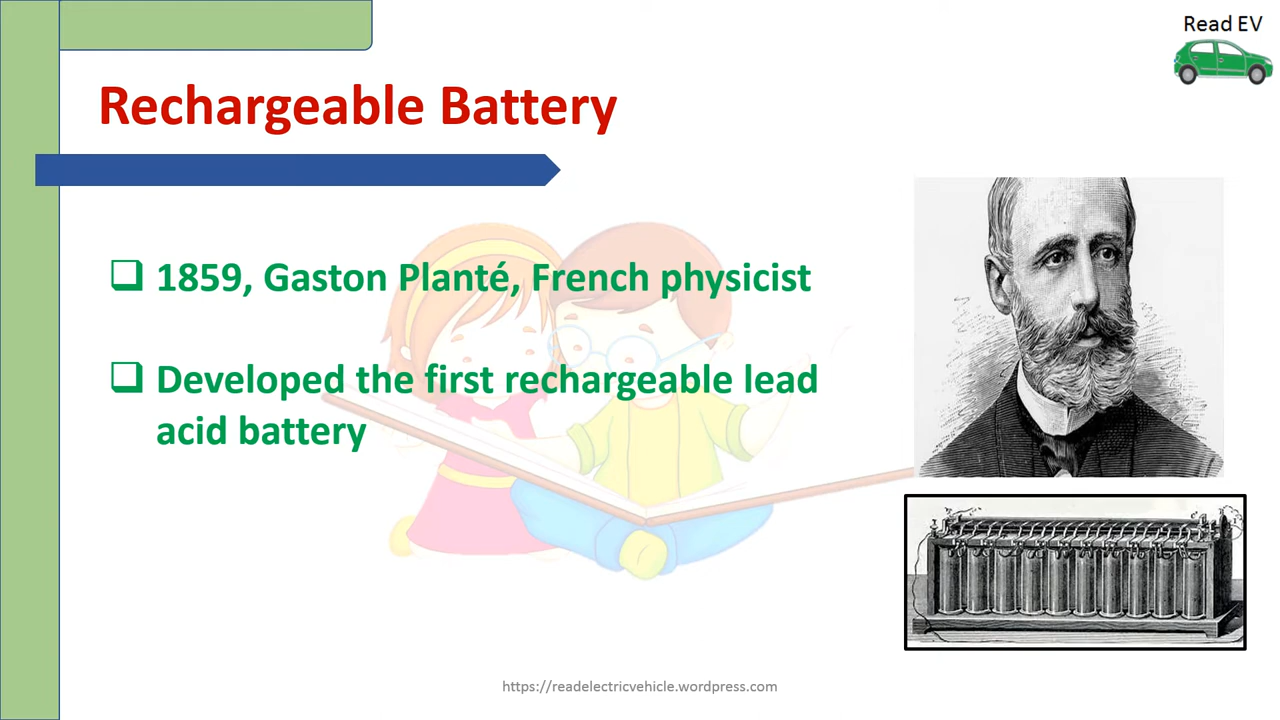 Read EV
Rechargeable Battery
1859, Gaston Planté, French physicist
Developed the first rechargeable lead
acid battery
https://readelectricvehicle.wordpress.com